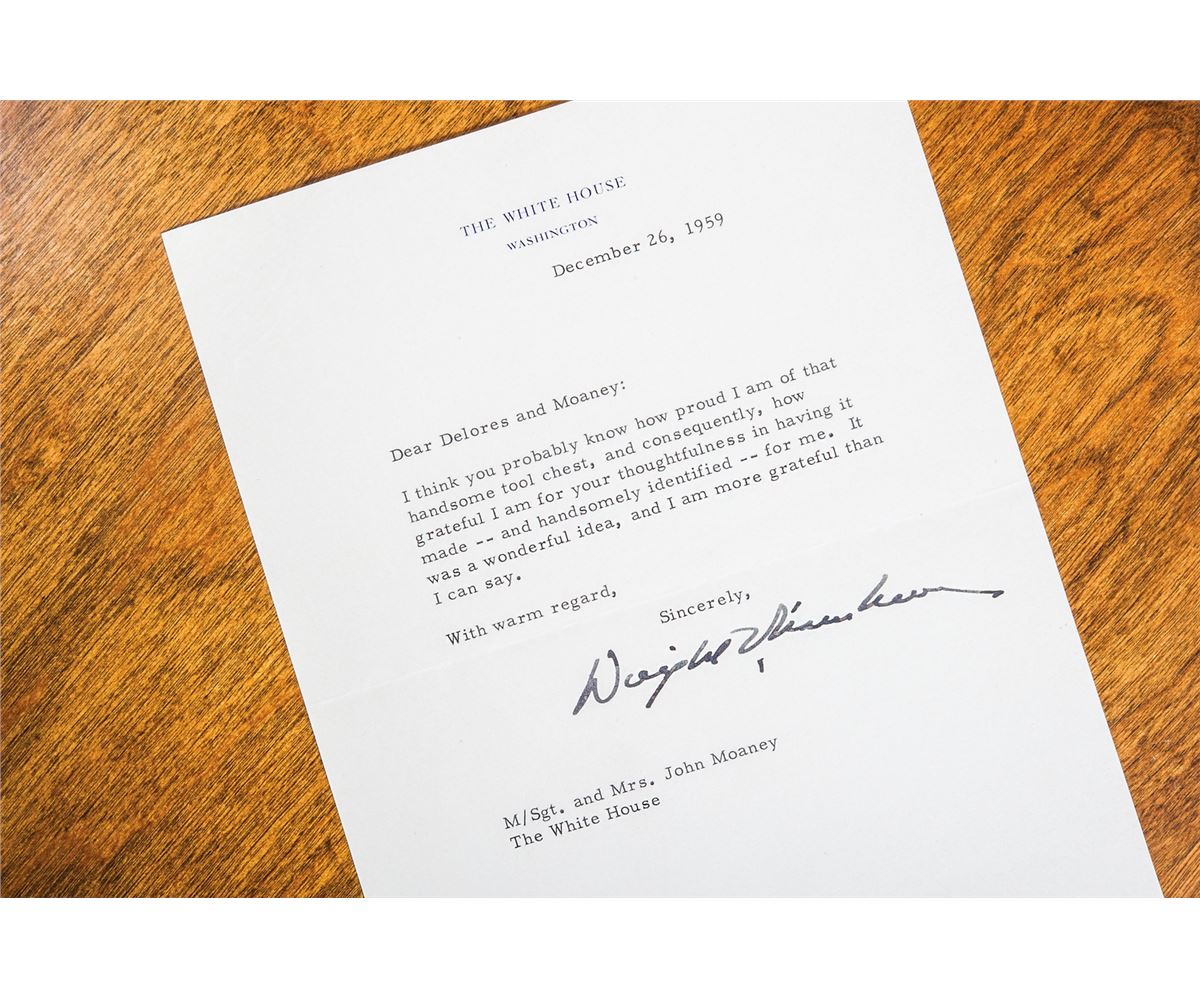 THE WHITE HOUSE
WASHINGTON
December 26, 1959
Dear Delores and Moaney:
I think you probably know how proud I am of that
handsome tool chest, and consequently, how
grateful I am for your thoughtfulness in having it
made -- and handsomely identified -- for me. It
was a wonderful idea, and I am more grateful than
I can say.
With warm regard,
Sincerely,
Dwight Eisenhower
M/Sgt. and Mrs. John Moaney
The White House